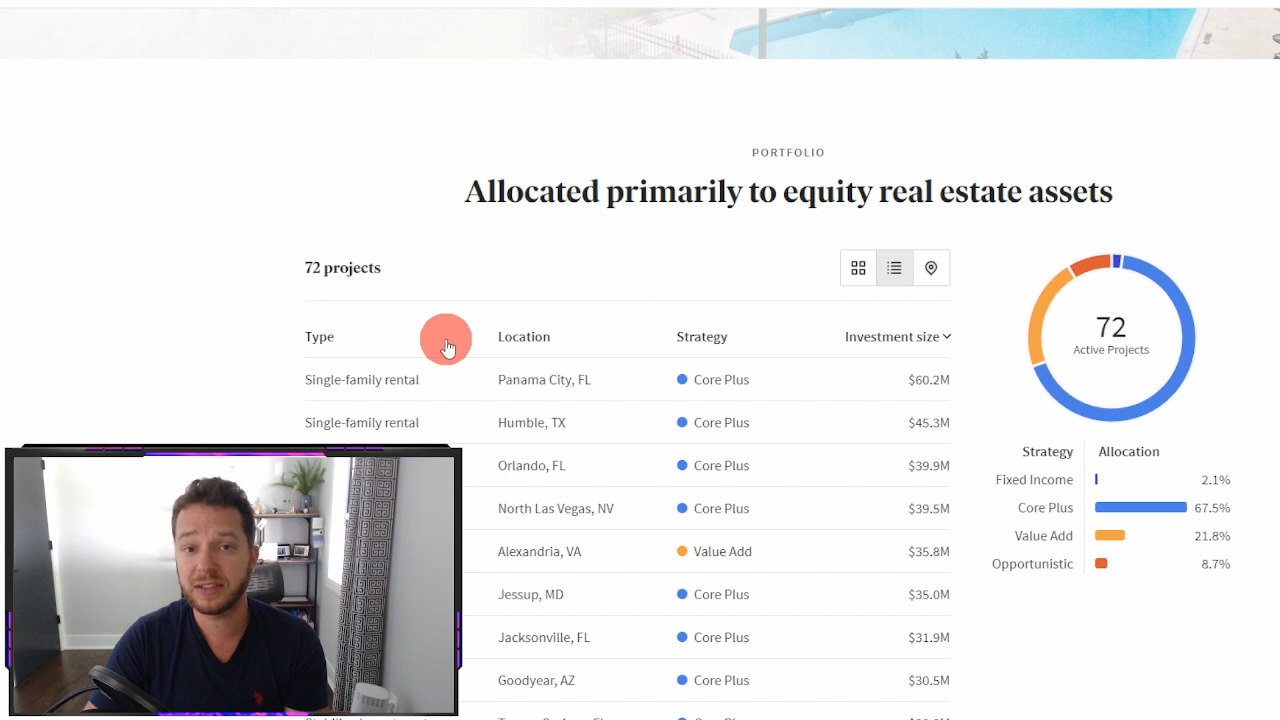 PORTFOLIO
Allocated primarily to equity real estate assets
72 projects
Type Location Strategy Investment size
Single-family rental Panama City, FL Core Plus $60.2M
Single-family rental Humble, TX Core Plus $45.3M
Orlando, FL Core Plus $39.9M
North Las Vegas, NV Core Plus $39.5M
Alexandria, VA Value Add $35.8M
Jessup, MD Core Plus $35.0M
Jacksonville, FL Core Plus $31.9M
Goodyear, AZ Core Plus $30.5M
72
Active Projects
Strategy Allocation
Fixed Income 2.1%
Core Plus 67.5%
Value Add 21.8%
Opportunistic 8.7%